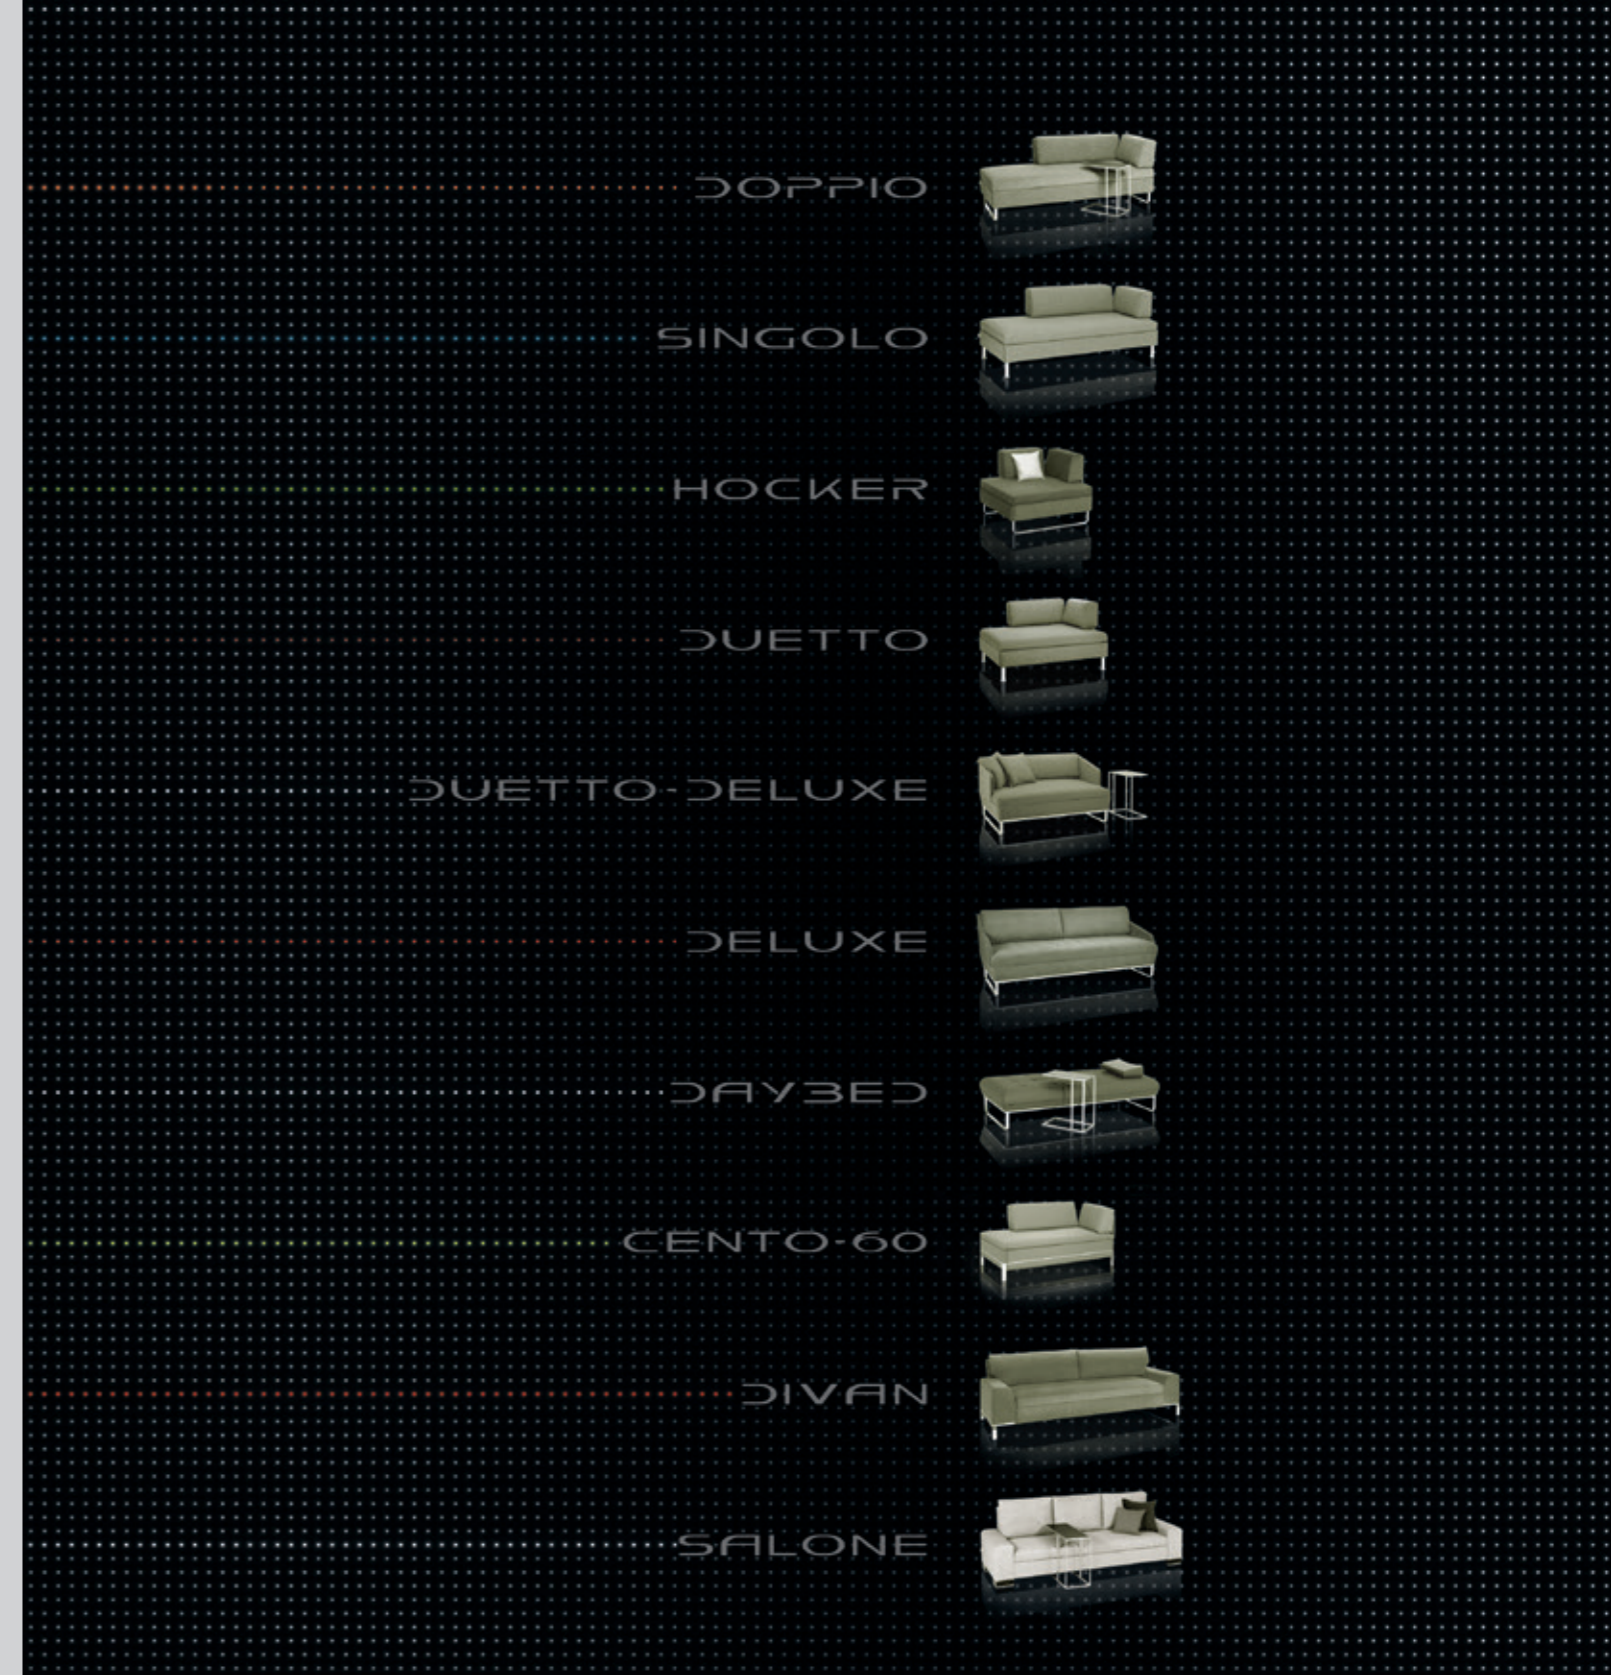 DOPPIO
SINGOLO
HOCKER
DUETTO
DUETTO-DELUXE
DELUXE
DAYBED
CENTO-60
DIVAN
SALONE